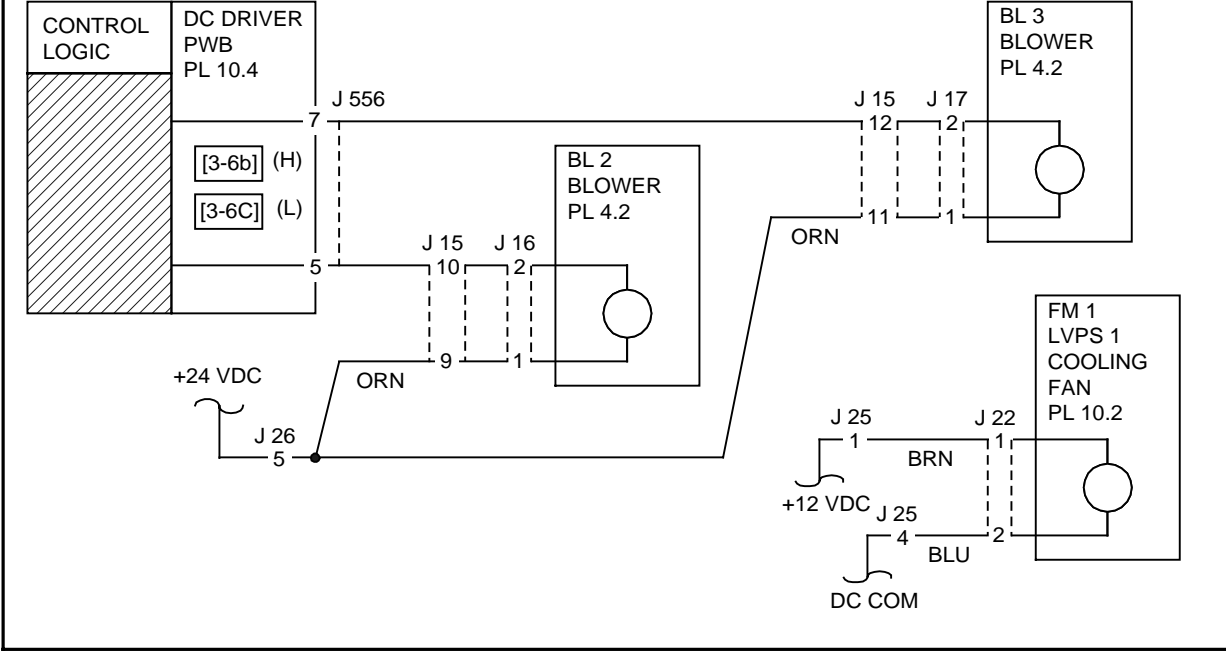 CONTROL
LOGIC
DC DRIVER
PWB
PL 10.4
BL 3
BLOWER
PL 4.2
J 556
7
J 15
12
J 17
2
[3-6b] (H)
[3-6C] (L)
BL 2
BLOWER
PL 4.2
11
1
ORN
5
J 15
10
J 16
2
9
1
ORN
+24 VDC
J 26
5
FM 1
LVPS 1
COOLING
FAN
PL 10.2
J 25
1
BRN
J 22
1
+12 VDC
J 25
4
BLU
2
DC COM